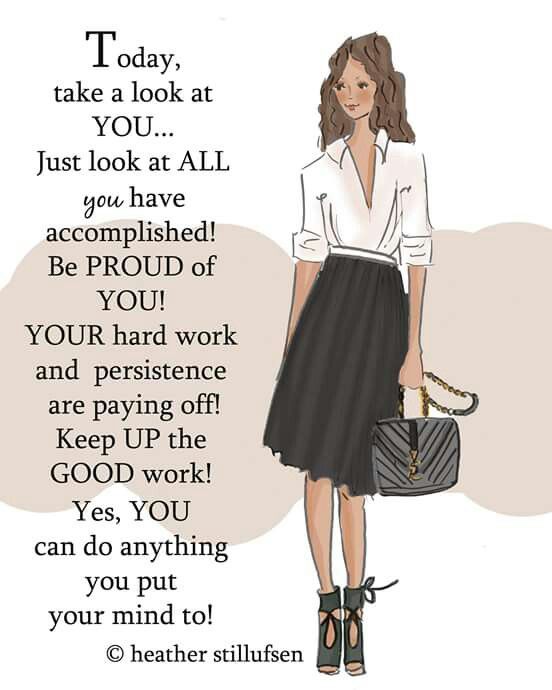 Today,
take a look at
YOU...
Just look at ALL
you have
accomplished!
Be PROUD of
YOU!
YOUR hard work
and persistence
are paying off!
Keep UP the
GOOD work!
Yes, YOU
can do anything
you put
your mind to!
© heather stillufsen